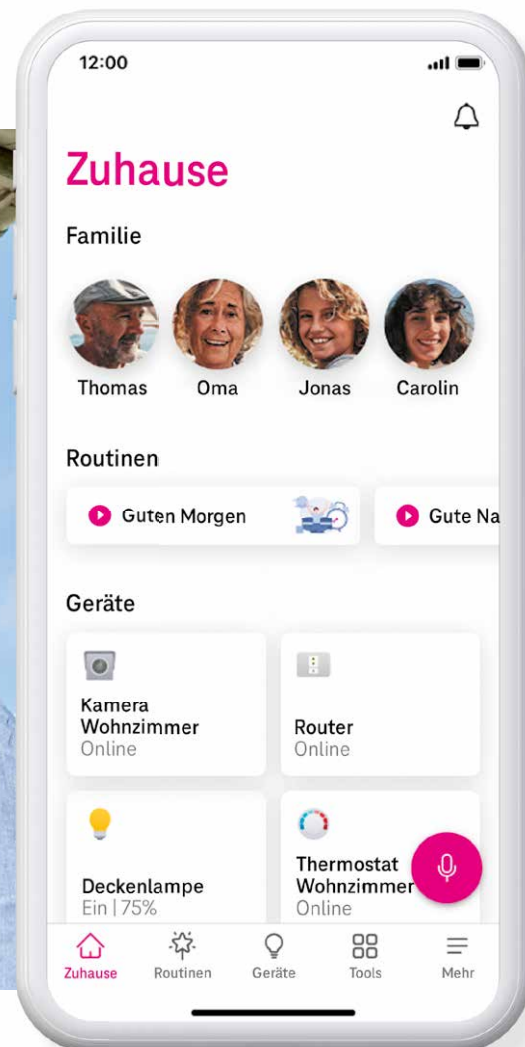 12:00
Zuhause
Familie
Thomas Oma Jonas Carolin
Routinen
Guten Morgen Gute Na
Geräte
Kamera
Wohnzimmer
Online
Router
Online
Deckenlampe
Ein | 75%
Thermostat
Wohnzimmer
Online
Zuhause Routinen Geräte Tools Mehr